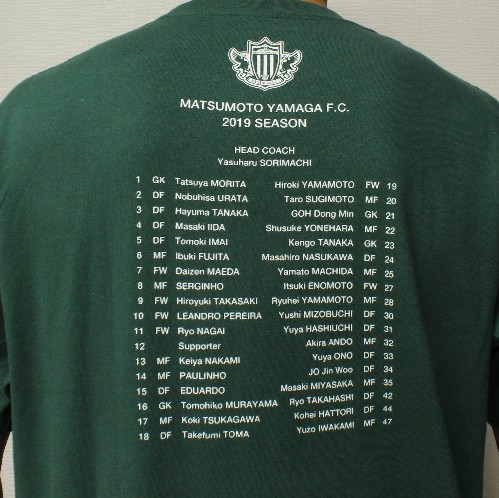 MATSUMOTO YAMAGA F.C.
2019 SEASON
HEAD COACH
Yasuharu SORIMACHI
1 GK Tatsuya MORITA
2 DF Nobuhisa URATA
3 DF Hayuma TANAKA
4 DF Masaki IIDA
5 DF Tomoki IMAI
6 MF Ibuki FUJITA
7 FW Daizen MAEDA
8 MF SERGINHO
9 FW Hiroyuki TAKASAKI
10 FW LEANDRO PEREIRA
11 FW Ryo NAGAI
12 Supporter
13 MF Keiya NAKAMI
14 MF PAULINHO
15 DF EDUARDO
16 GK Tomohiko MURAYAMA
17 MF Koki TSUKAGAWA
18 DF Takefumi TOMA
Hiroki YAMAMOTO FW 19
Taro SUGIMOTO MF 20
GOH Dong Min GK 21
Shusuke YONEHARA MF 22
Kengo TANAKA GK 23
Masahiro NASUKAWA DF 24
Yamato MACHIDA MF 25
Itsuki ENOMOTO FW 27
Ryuhei YAMAMOTO MF 28
Yushi MIZOBUCHI DF 30
Yuya HASHIUCHI DF 31
Akira ANDO MF 32
Yuya ONO DF 33
JO Jin Woo DF 34
Masaki MIYASAKA MF 35
Ryo TAKAHASHI DF 42
Kohei HATTORI DF 44
Yuzo IWAKAMI MF 47